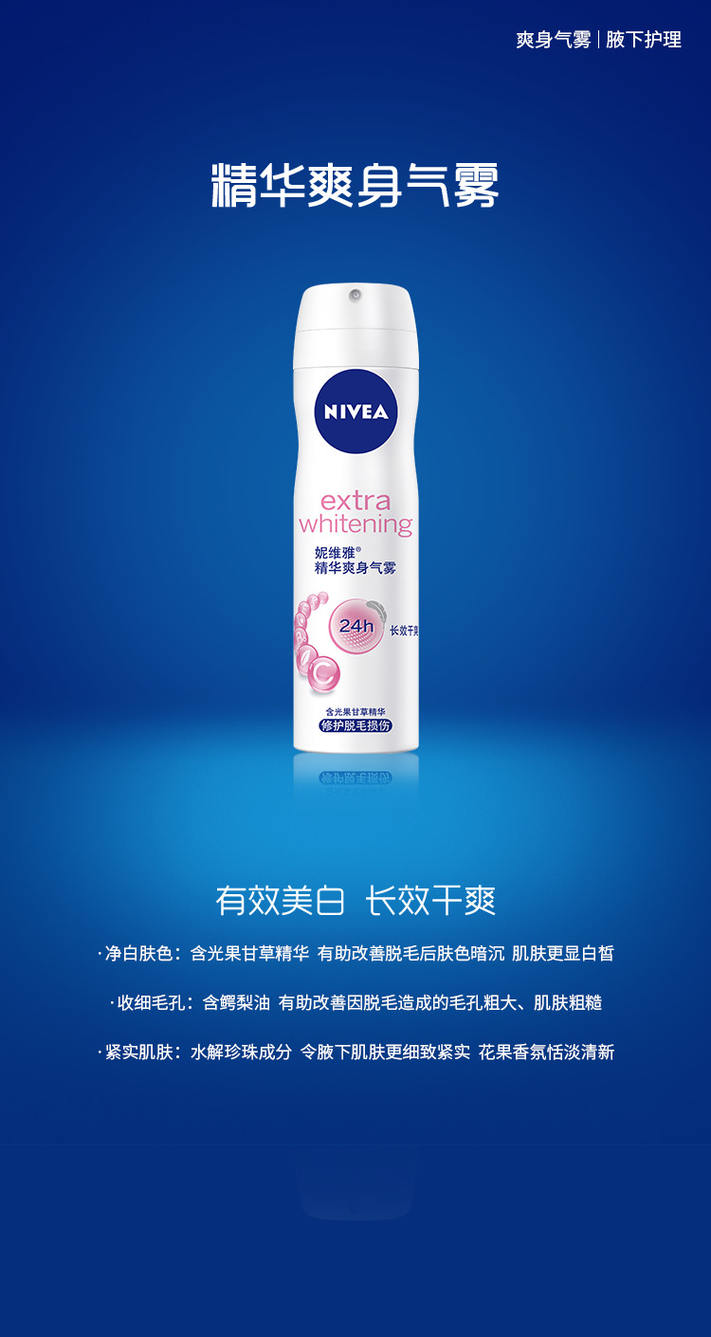 爽身气雾|腋下护理
精华爽身气雾
NIVEA
extra
whitening
妮维雅®
精华爽身气雾
24h
长效干爽
C
含光果甘草精华
修护脱毛损伤
有效美白 长效干爽
·净白肤色：含光果甘草精华 有助改善脱毛后肤色暗沉 肌肤更显白皙
·收细毛孔：含鳄梨油 有助改善因脱毛造成的毛孔粗大、肌肤粗糙
·紧实肌肤：水解珍珠成分 令腋下肌肤更细致紧实 花果香氛恬淡清新